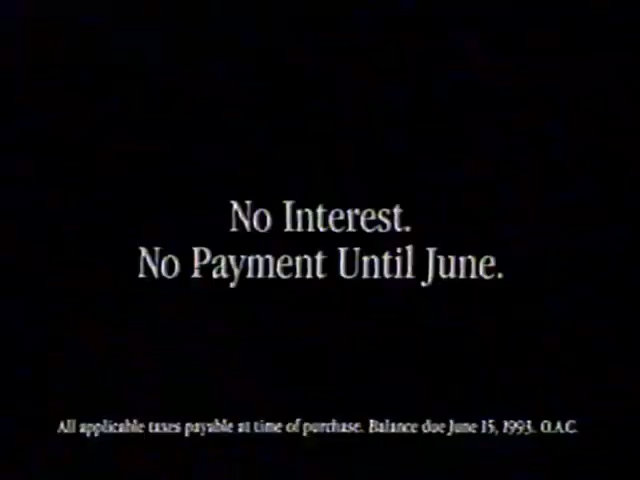 No Interest.
No Payment Until June.
All applicable taxes payable at time of purchase. Balance due June 15, 1993. O.A.C.